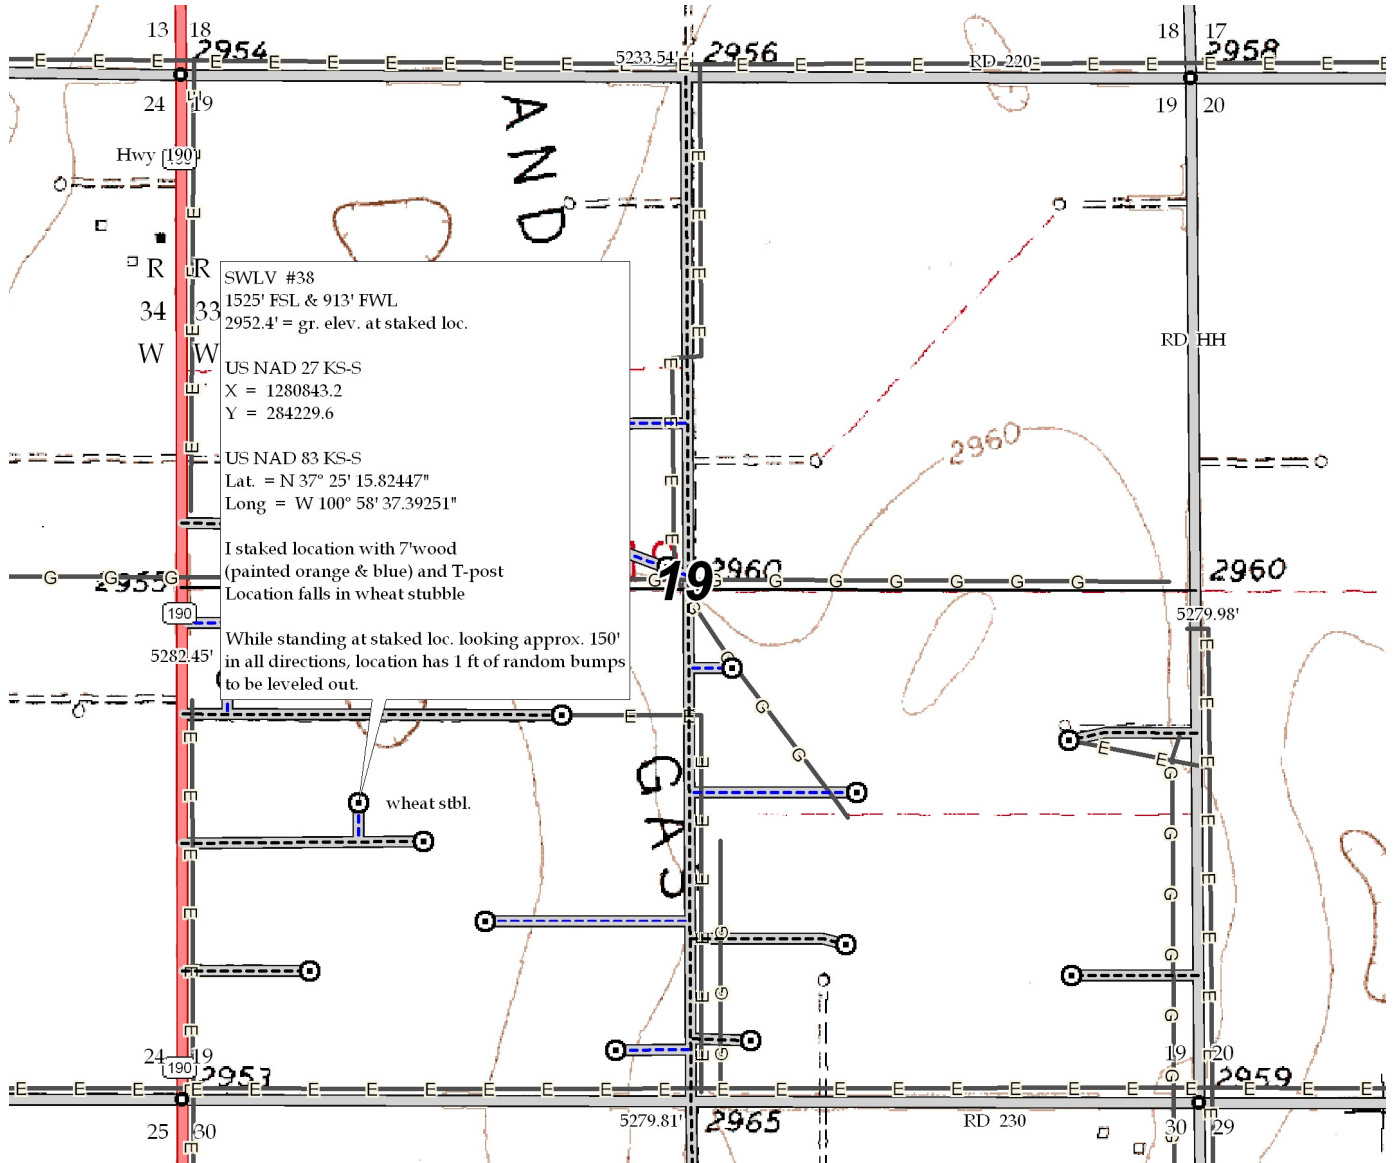 13 18
2954
5233.54'
2956
RD 220
18 17
2958
24 19
19 20
Hwy 190
AND
R R
34 33
W W
SWLV #38
1525' FSL & 913' FWL
2952.4' = gr. elev. at staked loc.
US NAD 27 KS-S
X = 1280843.2
Y = 284229.6
US NAD 83 KS-S
Lat. = N 37° 25' 15.82447"
Long = W 100° 58' 37.39251"
I staked location with 7'wood
(painted orange & blue) and T-post
Location falls in wheat stubble
While standing at staked loc. looking approx. 150'
in all directions, location has 1 ft of random bumps
to be leveled out.
RD HH
2960
19
2960
2960
190
5282.45'
5279.98'
GAS
wheat stbl.
24 19
190
2953
19 20
2959
25 30
5279.81'
2965
RD 230
30 29